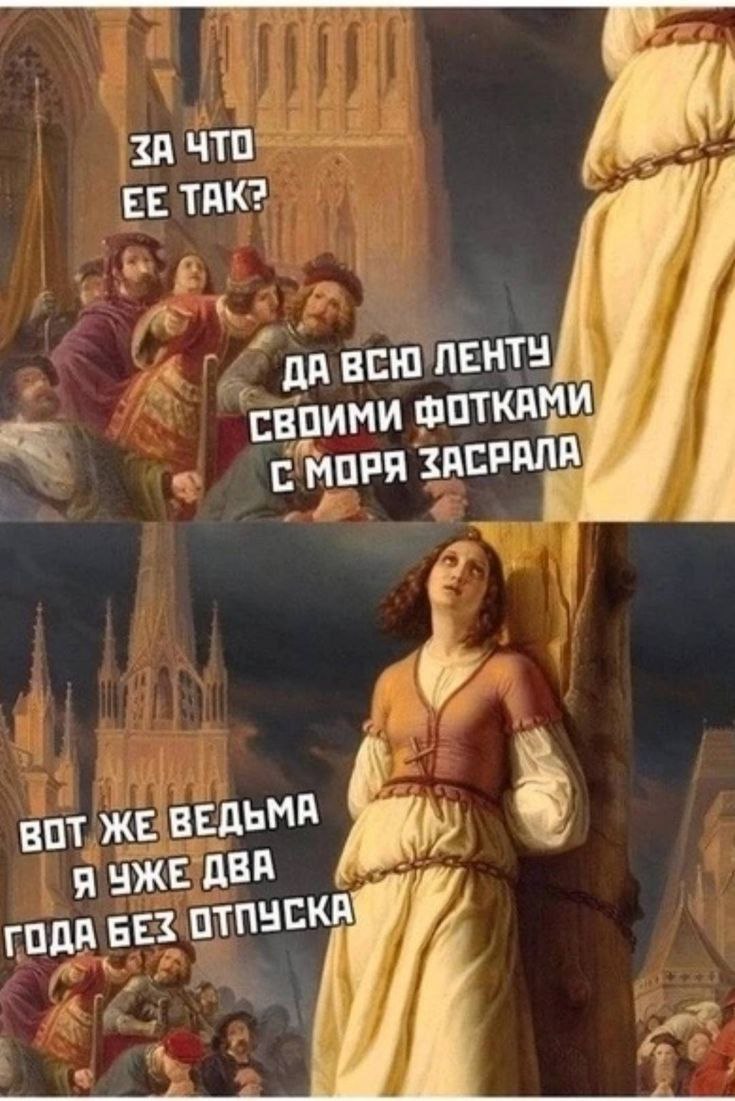 ЗА ЧТО
ЕЕ ТАК?
ДА ВСЮ ЛЕНТУ
СВОИМИ ФОТКАМИ
С МОРЯ ЗАСРАЛА
ВОТ ЖЕ ВЕДЬМА
Я УЖЕ ДВА
ГОДА БЕЗ ОТПУСКА